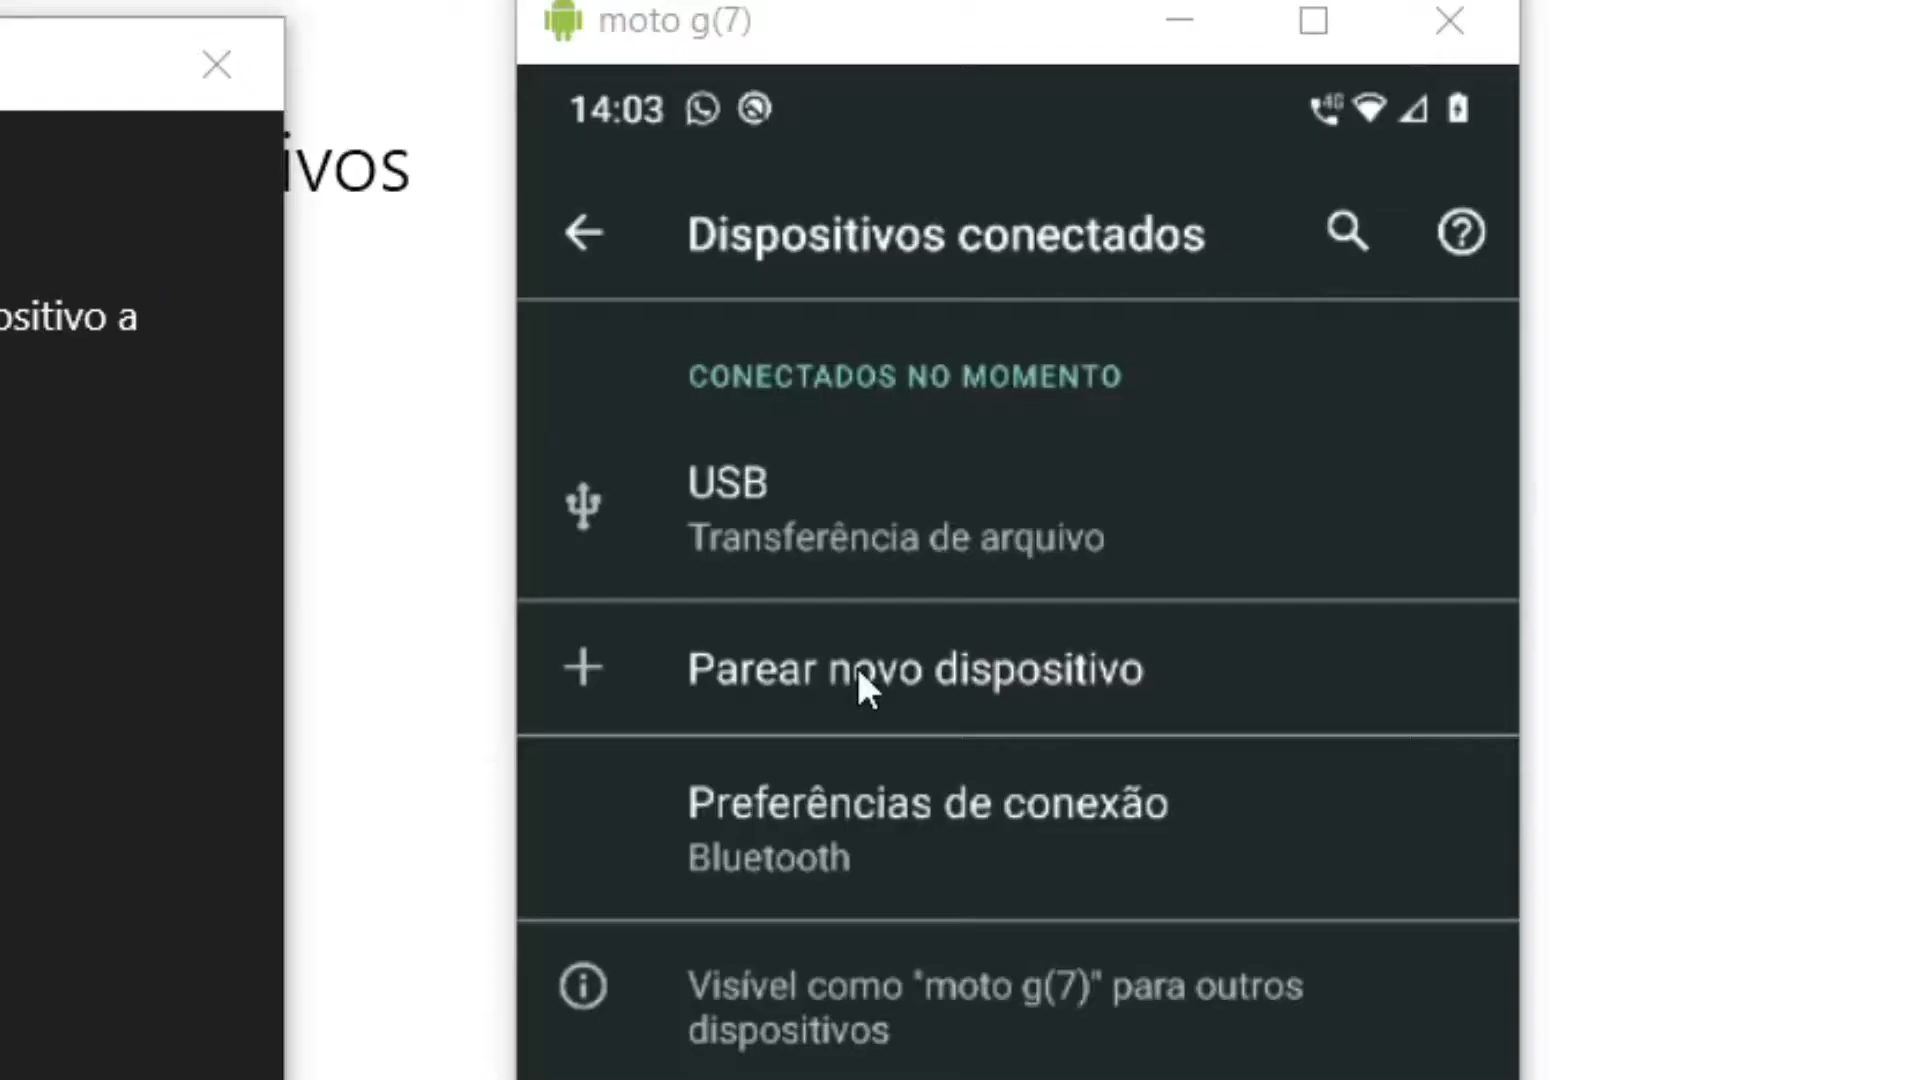 moto g(7)
14:03
4G
ivos
Dispositivos conectados
ositivo a
CONECTADOS NO MOMENTO
USB
Transferência de arquivo
Parear novo dispositivo
Preferências de conexão
Bluetooth
Visível como "moto g(7)" para outros
dispositivos